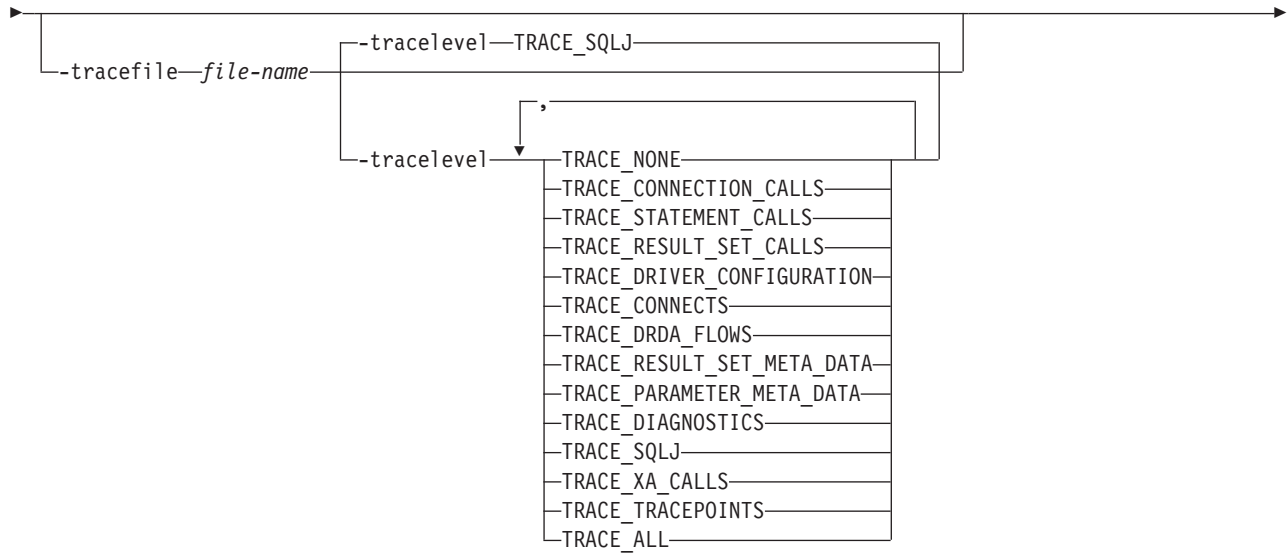 -tracelevel TRACE_SQLJ
-tracefile file-name
,
-tracelevel TRACE_NONE
TRACE_CONNECTION_CALLS
TRACE_STATEMENT_CALLS
TRACE_RESULT_SET_CALLS
TRACE_DRIVER_CONFIGURATION
TRACE_CONNECTS
TRACE_DRDA_FLOWS
TRACE_RESULT_SET_META_DATA
TRACE_PARAMETER_META_DATA
TRACE_DIAGNOSTICS
TRACE_SQLJ
TRACE_XA_CALLS
TRACE_TRACEPOINTS
TRACE_ALL